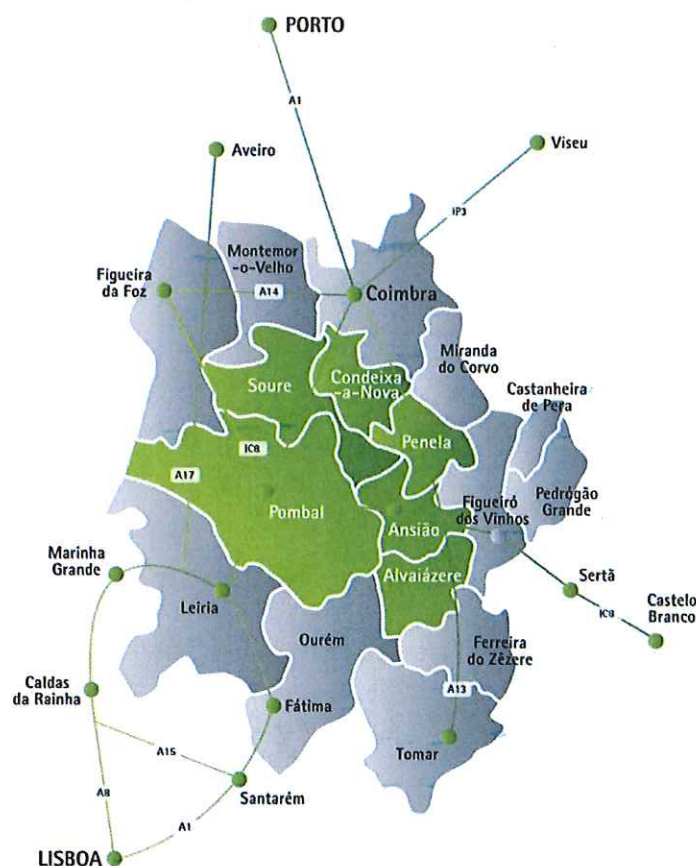 PORTO
A1
Aveiro
Viseu
IP3
Montemor
-o-Velho
Figueira
da Foz
A14
Coimbra
Miranda
do Corvo
Soure
Condeixa
-a-Nova
Castanheira
de Pera
Penela
IC8
A17
Pedrógão
Grande
Figueiró
dos Vinhos
Pombal
Ansião
Marinha
Grande
Alvaiázere
Sertã
Leiria
IC8
Castelo
Branco
Ourém
Ferreira
do Zêzere
Caldas
da Rainha
A13
Fátima
Tomar
A15
Santarém
A8
A1
LISBOA